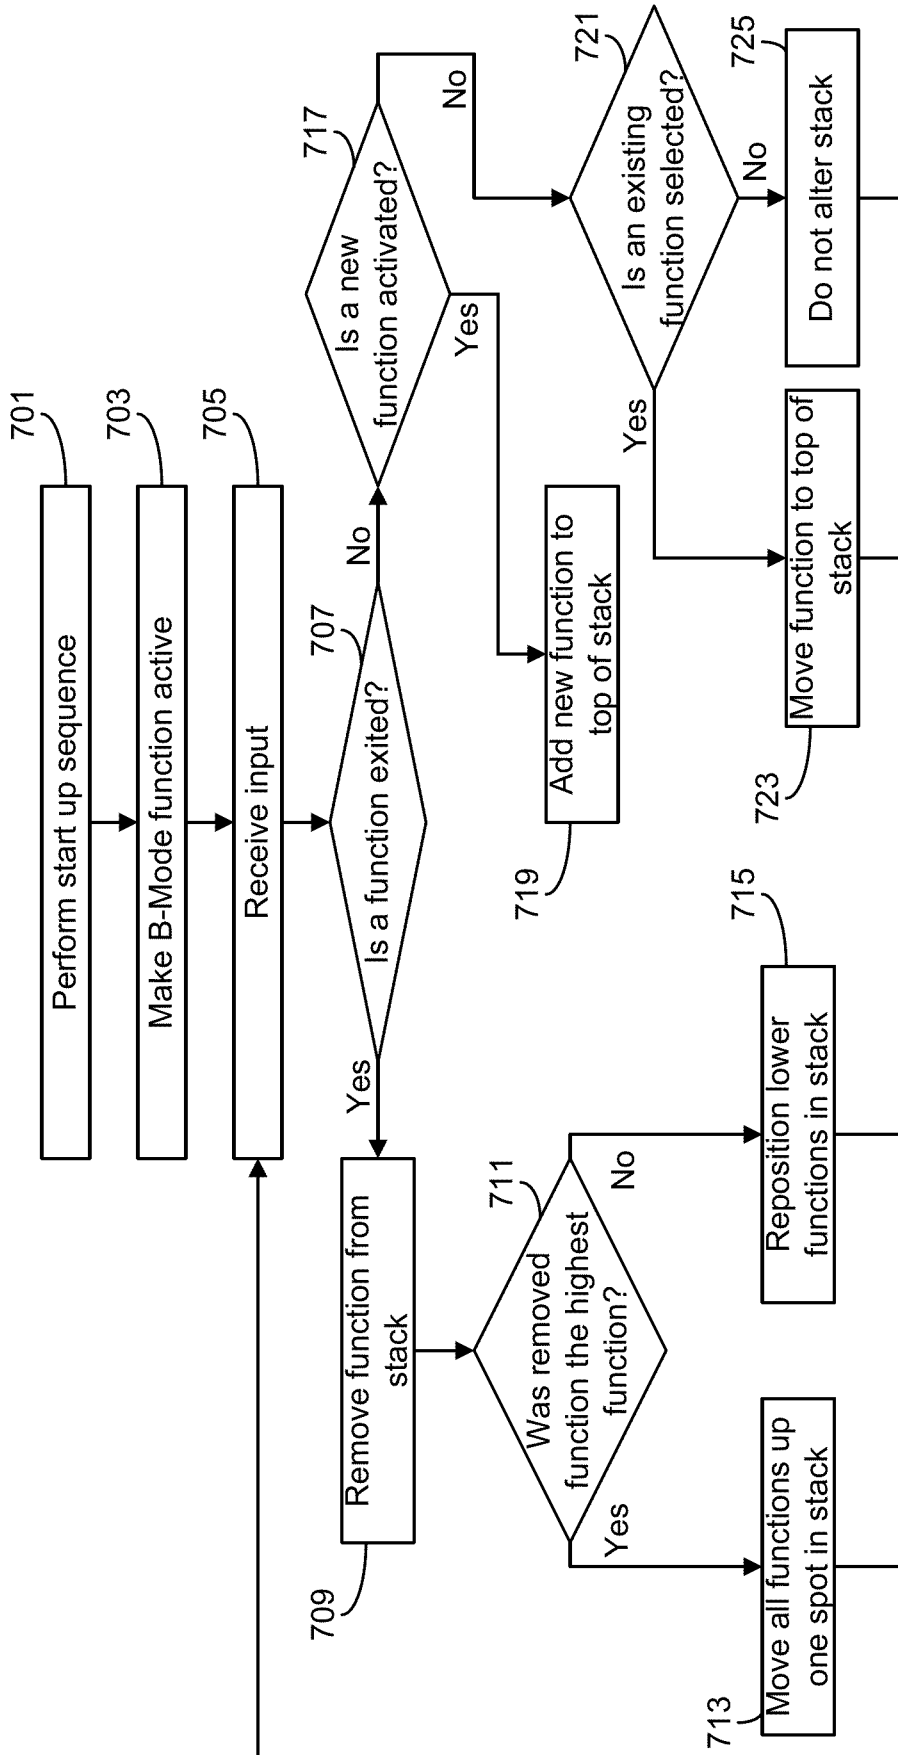 701
Perform start up sequence
703
Make B-Mode function active
705
Receive input
707
Is a function exited?
Yes
No
709
Remove function from
stack
717
Is a new
function activated?
Yes
No
711
Was removed
function the highest
function?
Yes
No
719
Add new function to
top of stack
721
Is an existing
function selected?
Yes
No
713
Move all functions up
one spot in stack
715
Reposition lower
functions in stack
723
Move function to top of
stack
725
Do not alter stack